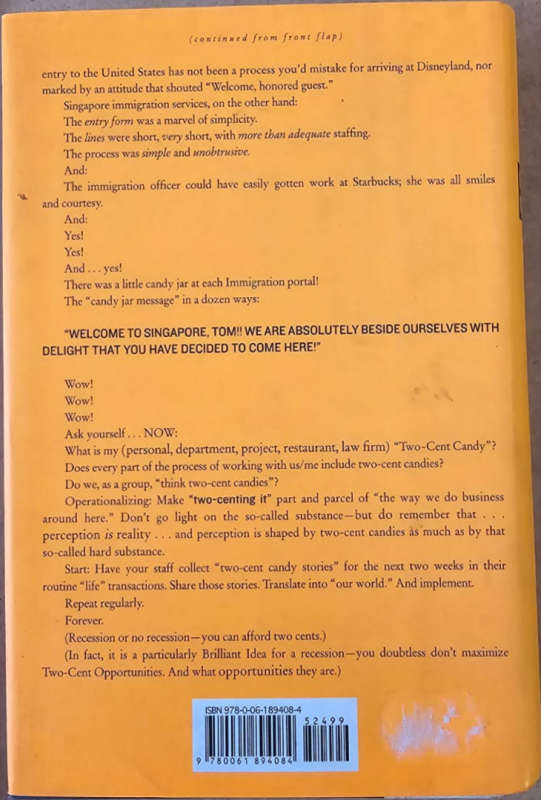 (continued from front flap)
entry to the United States has not been a process you'd mistake for arriving at Disneyland, nor
marked by an attitude that shouted "Welcome, honored guest."
Singapore immigration services, on the other hand:
The entry form was a marvel of simplicity.
The lines were short, very short, with more than adequate staffing.
The process was simple and unobtrusive.
And:
The immigration officer could have easily gotten work at Starbucks; she was all smiles
and courtesy.
And:
Yes!
Yes!
And . . . yes!
There was a little candy jar at each Immigration portal!
The "candy jar message" in a dozen ways:
"WELCOME TO SINGAPORE, TOM!! WE ARE ABSOLUTELY BESIDE OURSELVES WITH
DELIGHT THAT YOU HAVE DECIDED TO COME HERE!"
Wow!
Wow!
Wow!
Ask yourself . . . NOW:
What is my (personal, department, project, restaurant, law firm) "Two-Cent Candy"?
Does every part of the process of working with us/me include two-cent candies?
Do we, as a group, "think two-cent candies"?
Operationalizing: Make "two-centing it" part and parcel of "the way we do business
around here." Don't go light on the so-called substance—but do remember that . . .
perception is reality . . . and perception is shaped by two-cent candies as much as by that
so-called hard substance.
Start: Have your staff collect "two-cent candy stories" for the next two weeks in their
routine "life" transactions. Share those stories. Translate into "our world." And implement.
Repeat regularly.
Forever.
(Recession or no recession—you can afford two cents.)
(In fact, it is a particularly Brilliant Idea for a recession—you doubtless don't maximize
Two-Cent Opportunities. And what opportunities they are.)
ISBN 978-0-06-189408-4
52499
9 780061 894084